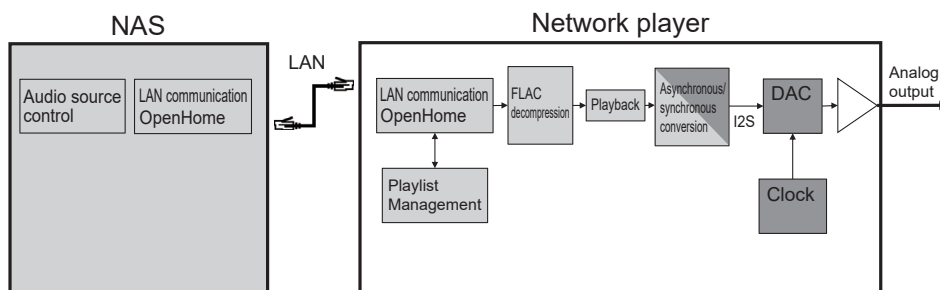 NAS
Network player
LAN
Audio source
control
LAN communication
OpenHome
LAN communication
OpenHome
FLAC
decompression
Playback
Asynchronous/
synchronous
conversion
I2S
DAC
Analog
output
Playlist
Management
Clock